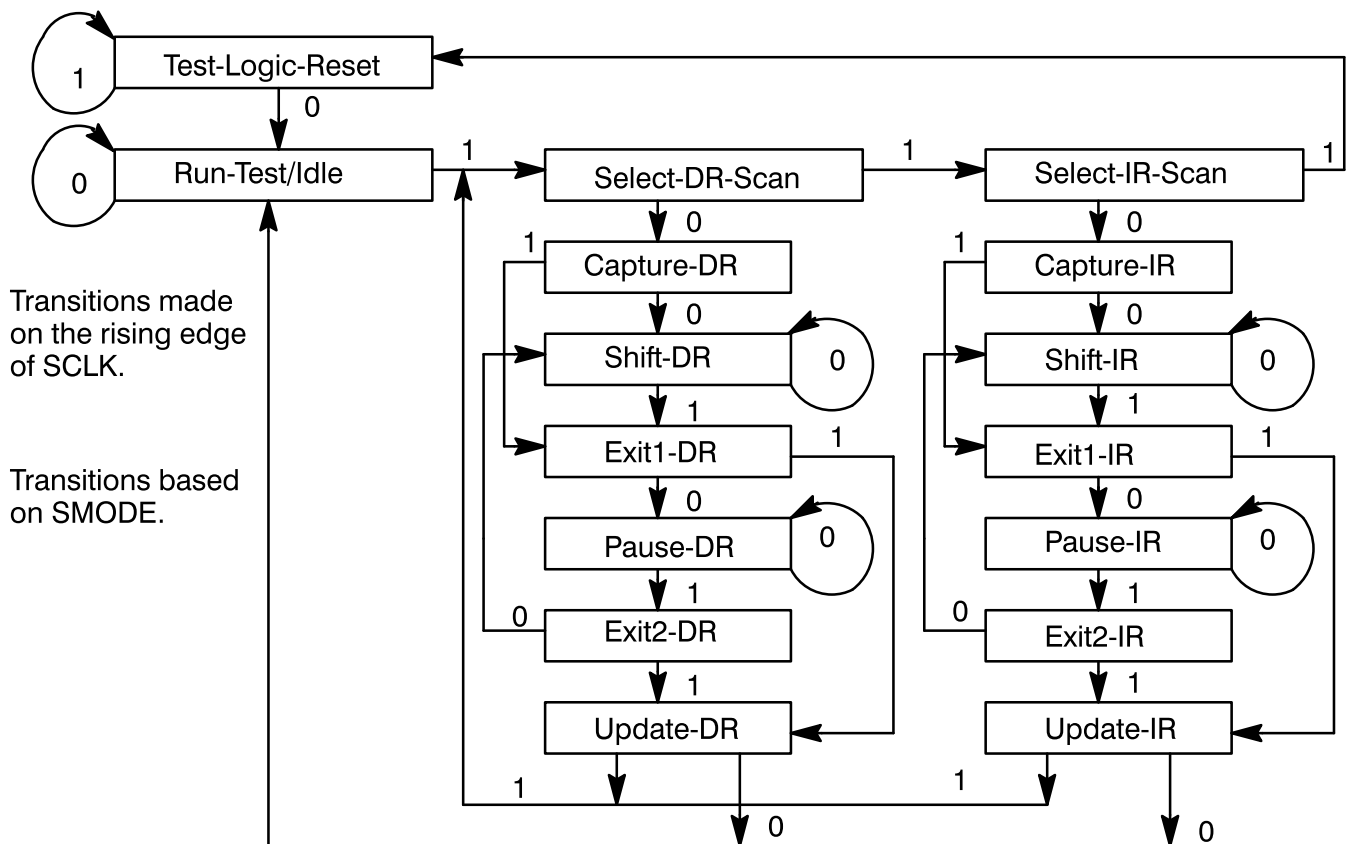 Test-Logic-Reset
1
0
Run-Test/Idle
0
1
Select-DR-Scan
1
Select-IR-Scan
1
0
0
1
Capture-DR
1
Capture-IR
Transitions made
on the rising edge
of SCLK.
0
0
Shift-DR
0
Shift-IR
0
1
1
Exit1-DR
1
Exit1-IR
1
Transitions based
on SMODE.
0
0
Pause-DR
0
Pause-IR
0
1
1
0
Exit2-DR
0
Exit2-IR
1
1
Update-DR
Update-IR
1
1
0
0